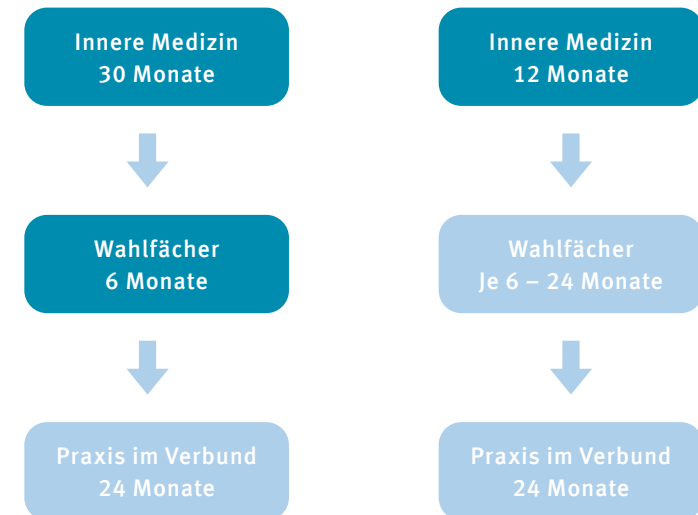 Innere Medizin
30 Monate
Wahlfächer
6 Monate
Praxis im Verbund
24 Monate
Innere Medizin
12 Monate
Wahlfächer
Je 6 – 24 Monate
Praxis im Verbund
24 Monate